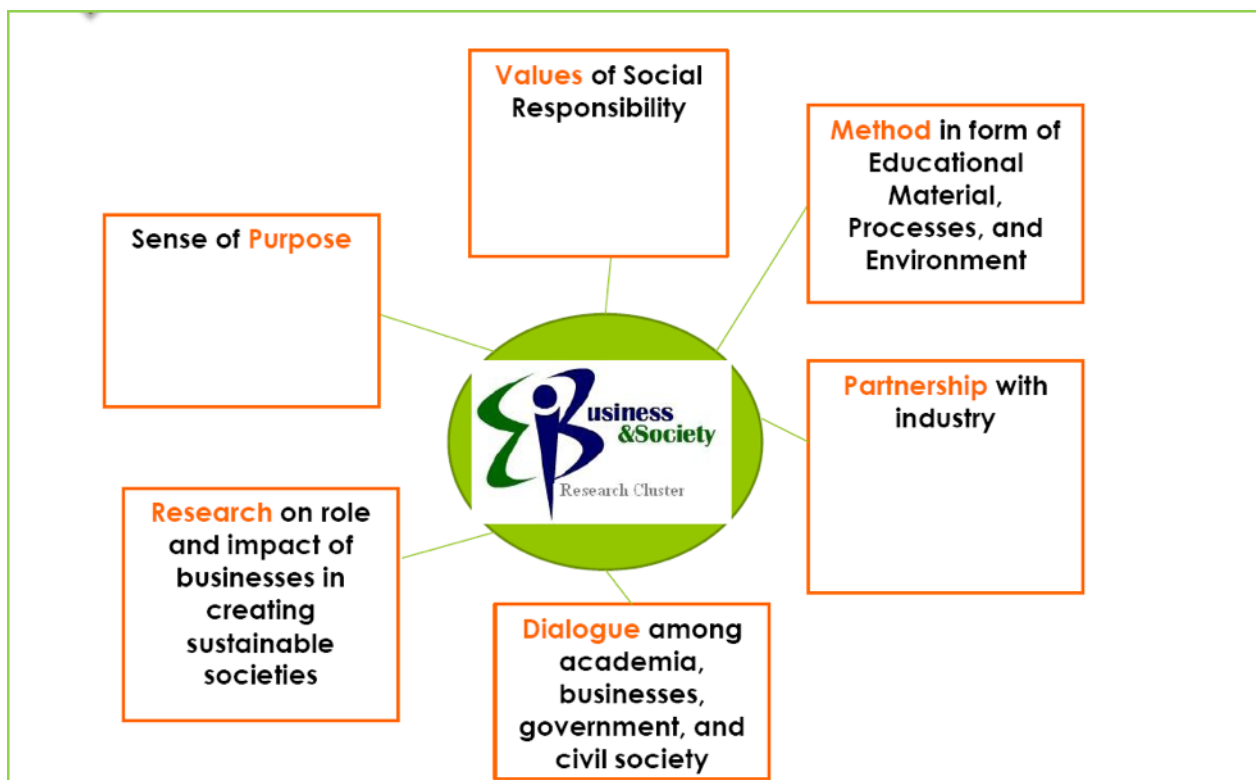 Values of Social
Responsibility
Method in form of
Educational
Material,
Processes, and
Environment
Sense of Purpose
Partnership with
industry
Business
&Society
Research Cluster
Research on role
and impact of
businesses in
creating
sustainable
societies
Dialogue among
academia,
businesses,
government, and
civil society